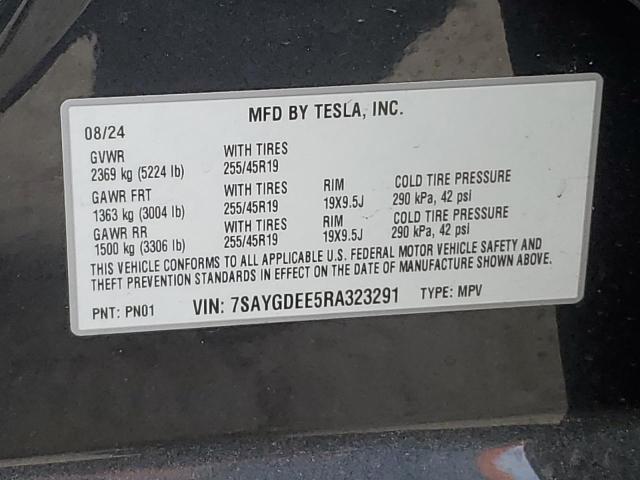 MFD BY TESLA, INC.
08/24
GVWR WITH TIRES
2369 kg (5224 lb) 255/45R19
GAWR FRT WITH TIRES RIM COLD TIRE PRESSURE
1363 kg (3004 lb) 255/45R19 19X9.5J 290 kPa, 42 psi
GAWR RR WITH TIRES RIM COLD TIRE PRESSURE
1500 kg (3306 lb) 255/45R19 19X9.5J 290 kPa, 42 psi
THIS VEHICLE CONFORMS TO ALL APPLICABLE U.S. FEDERAL MOTOR VEHICLE SAFETY AND
THEFT PREVENTION STANDARDS IN EFFECT ON THE DATE OF MANUFACTURE SHOWN ABOVE.
PNT: PN01 VIN: 7SAYGDEE5RA323291 TYPE: MPV